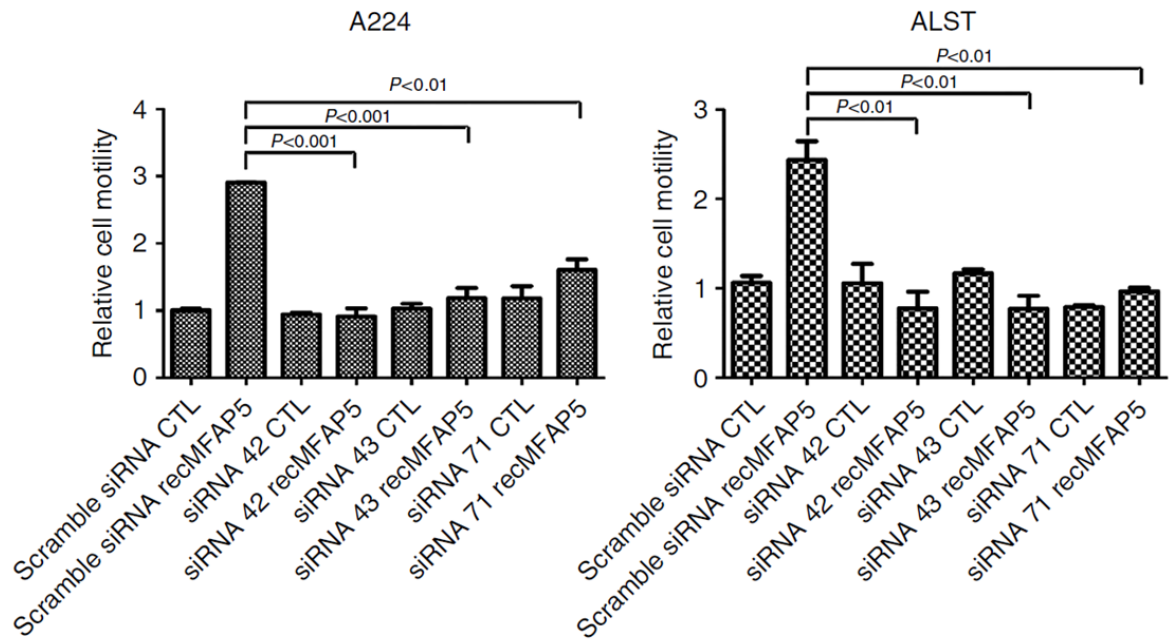 A224
Relative cell motility
4
3
2
1
0
P<0.01
P<0.001
P<0.001
Scramble siRNA CTL
Scramble siRNA recMFAP5
siRNA 42 CTL
siRNA 42 recMFAP5
siRNA 43 CTL
siRNA 43 recMFAP5
siRNA 71 CTL
siRNA 71 recMFAP5
ALST
Relative cell motility
3
2
1
0
P<0.01
P<0.01
P<0.01
Scramble siRNA CTL
Scramble siRNA recMFAP5
siRNA 42 CTL
siRNA 42 recMFAP5
siRNA 43 CTL
siRNA 43 recMFAP5
siRNA 71 CTL
siRNA 71 recMFAP5